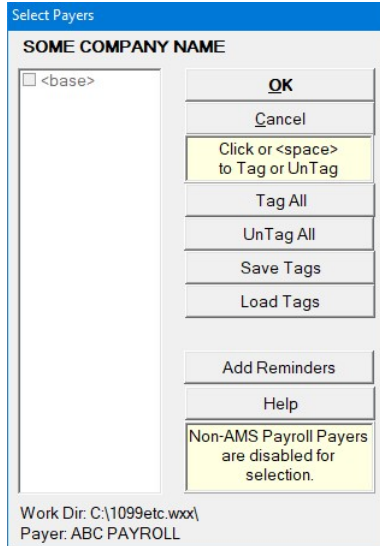 Select Payers
SOME COMPANY NAME
<base>
OK
Cancel
Click or <space>
to Tag or UnTag
Tag All
UnTag All
Save Tags
Load Tags
Add Reminders
Help
Non-AMS Payroll Payers
are disabled for
selection.
Work Dir: C:\1099etc.wxx\
Payer: ABC PAYROLL